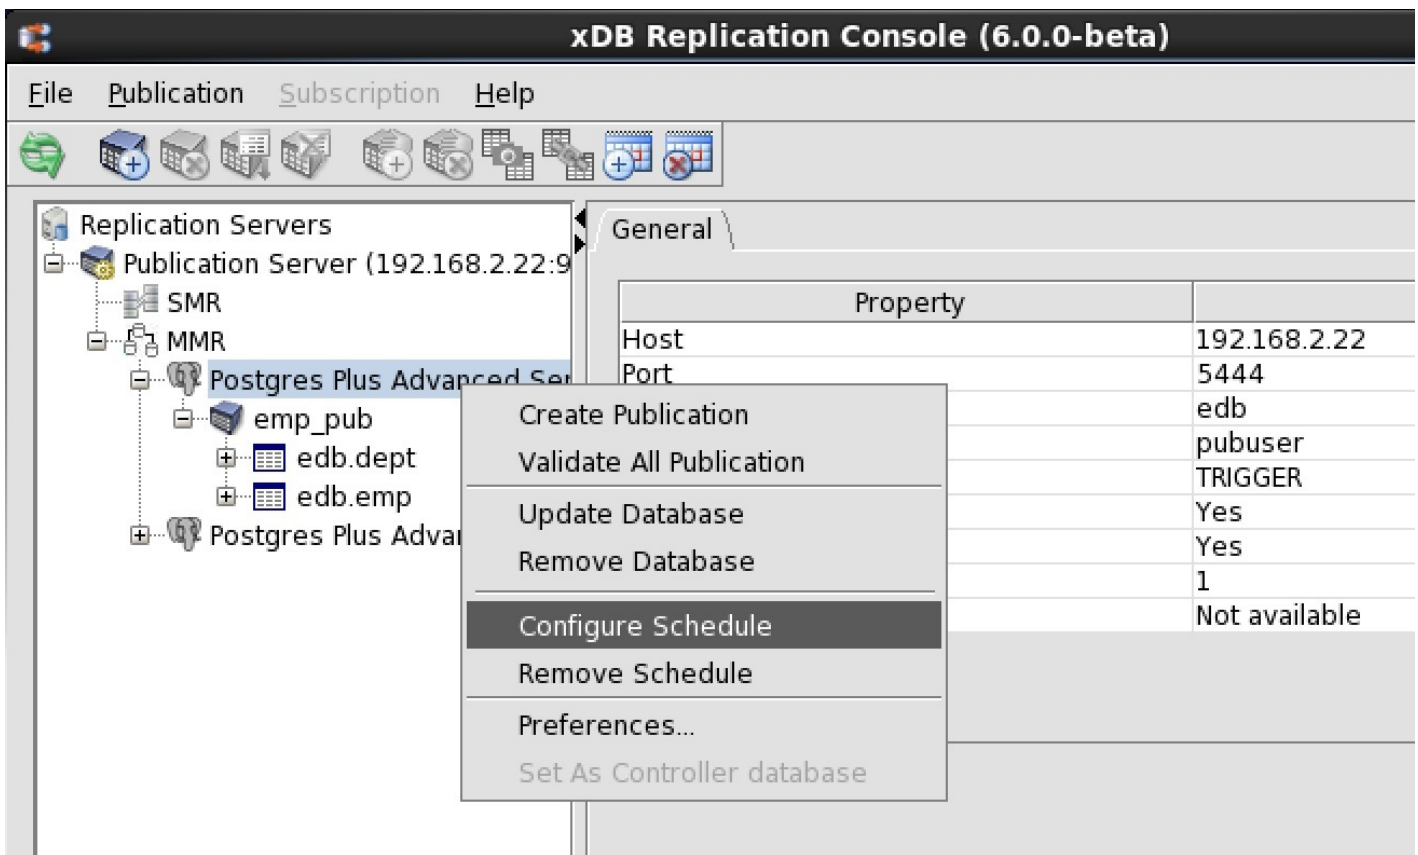 xDB Replication Console (6.0.0-beta)
File Publication Subscription Help
Replication Servers
Publication Server (192.168.2.22:9
SMR
MMR
Postgres Plus Advanced Ser
emp_pub
edb.dept
edb.emp
Postgres Plus Advan
General
Property
Host 192.168.2.22
Port 5444
edb
pubuser
TRIGGER
Yes
Yes
1
Not available
Create Publication
Validate All Publication
Update Database
Remove Database
Configure Schedule
Remove Schedule
Preferences...
Set As Controller database